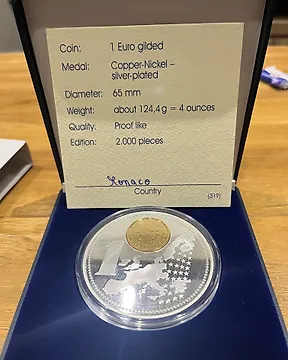 Coin: 1 Euro gilded
Medal: Copper-Nickel –
silver-plated
Diameter: 65 mm
Weight: about 124,4 g = 4 ounces
Quality: Proof like
Edition: 2.000 pieces
Monaco
Country
(319)
1